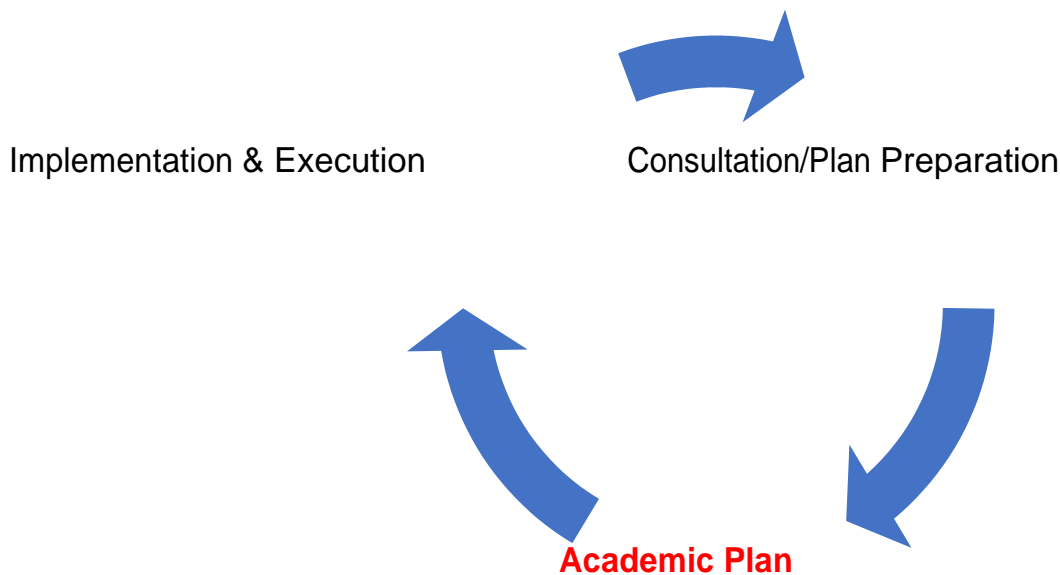 Implementation & Execution
Consultation/Plan Preparation
Academic Plan